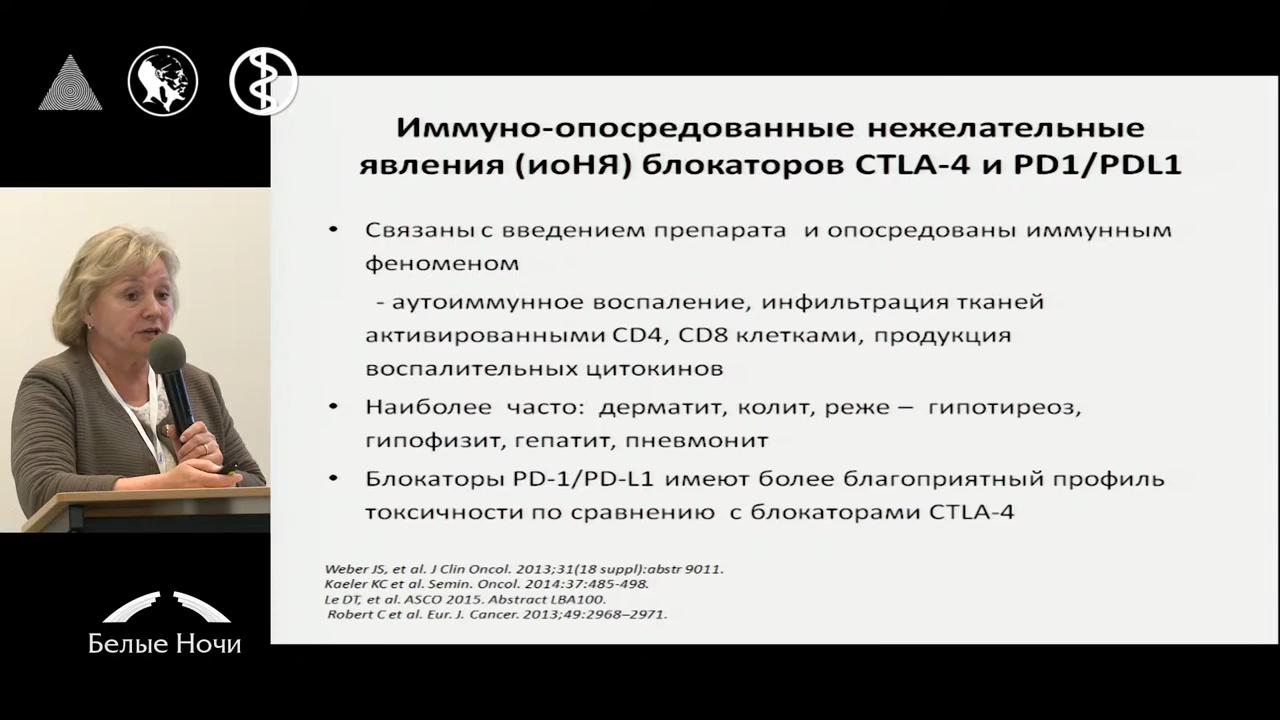 Иммуно-опосредованные нежелательные
явления (иоНЯ) блокаторов CTLA-4 и PD1/PDL1
• Связаны с введением препарата и опосредованы иммунным
феноменом
- аутоиммунное воспаление, инфильтрация тканей
активированными CD4, CD8 клетками, продукция
воспалительных цитокинов
• Наиболее часто: дерматит, колит, реже – гипотиреоз,
гипофизит, гепатит, пневмонит
• Блокаторы PD-1/PD-L1 имеют более благоприятный профиль
токсичности по сравнению с блокаторами CTLA-4
Weber JS, et al. J Clin Oncol. 2013;31(18 suppl):abstr 9011.
Kaeler KC et al. Semin. Oncol. 2014:37:485-498.
Le DT, et al. ASCO 2015. Abstract LBA100.
Robert C et al. Eur. J. Cancer. 2013;49:2968–2971.
Белые Ночи